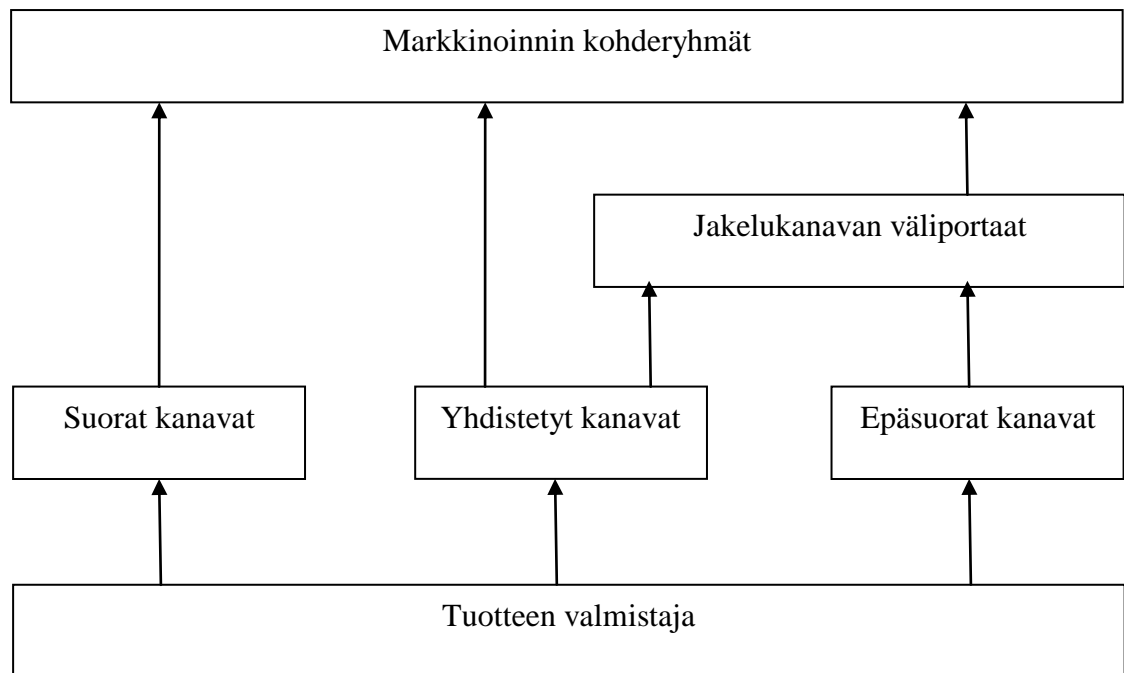 Markkinoinnin kohderyhmät
Jakelukanavan väliportaat
Suorat kanavat
Yhdistetyt kanavat
Epäsuorat kanavat
Tuotteen valmistaja